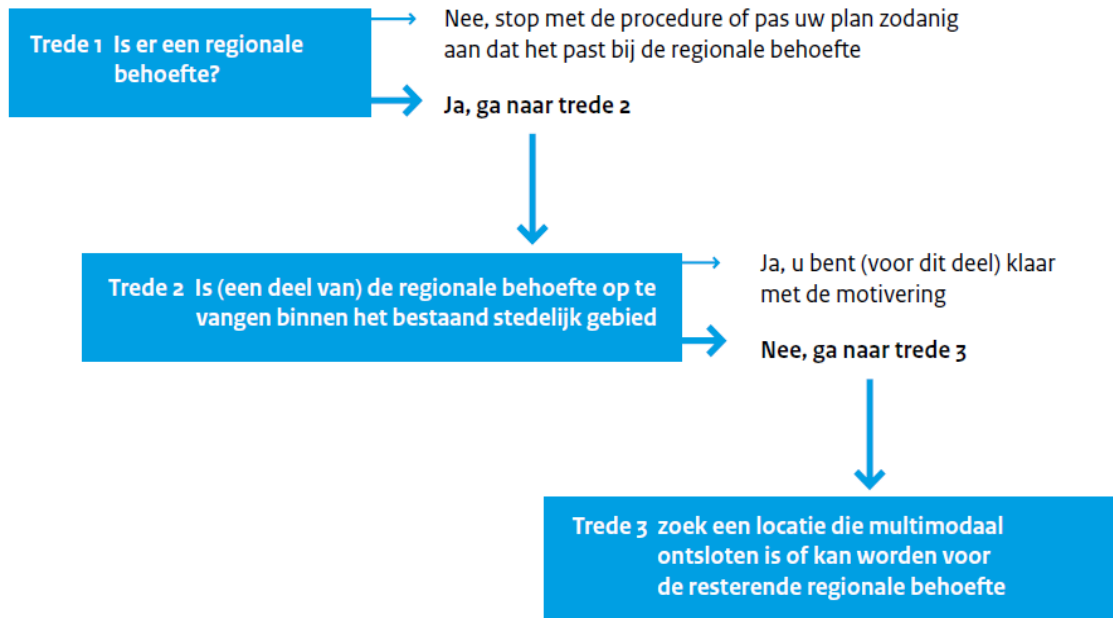 Trede 1 Is er een regionale
behoefte?
Nee, stop met de procedure of pas uw plan zodanig
aan dat het past bij de regionale behoefte
Ja, ga naar trede 2
Trede 2 Is (een deel van) de regionale behoefte op te
vangen binnen het bestaand stedelijk gebied
Ja, u bent (voor dit deel) klaar
met de motivering
Nee, ga naar trede 3
Trede 3 zoek een locatie die multimodaal
ontsloten is of kan worden voor
de resterende regionale behoefte